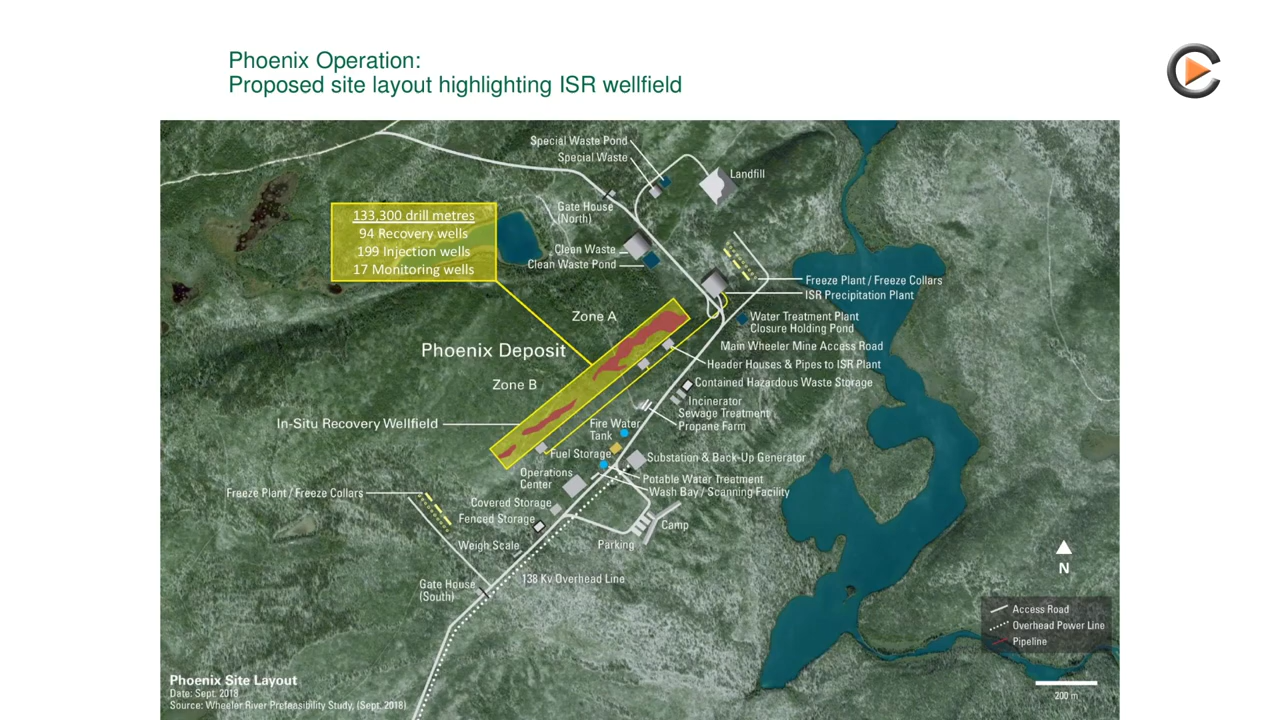 Phoenix Operation:
Proposed site layout highlighting ISR wellfield
Special Waste Pond
Special Waste
Landfill
133,300 drill metres
94 Recovery wells
199 Injection wells
17 Monitoring wells
Gate House
(North)
Clean Waste
Clean Waste Pond
Freeze Plant / Freeze Collars
ISR Precipitation Plant
Zone A
Water Treatment Plant
Closure Holding Pond
Phoenix Deposit
Main Wheeler Mine Access Road
Header Houses & Pipes to ISR Plant
Zone B
Contained Hazardous Waste Storage
Incinerator
Sewage Treatment
Propane Farm
In-Situ Recovery Wellfield
Fire Water
Tank
Fuel Storage
Substation & Back-Up Generator
Operations
Center
Potable Water Treatment
Wash Bay / Scanning Facility
Freeze Plant / Freeze Collars
Covered Storage
Fenced Storage
Camp
Weigh Scale
Parking
138 Kv Overhead Line
Gate House
(South)
N
Access Road
Overhead Power Line
Pipeline
Phoenix Site Layout
Date: Sept. 2018
Source: Wheeler River Prefeasibility Study, (Sept. 2018)
200 m